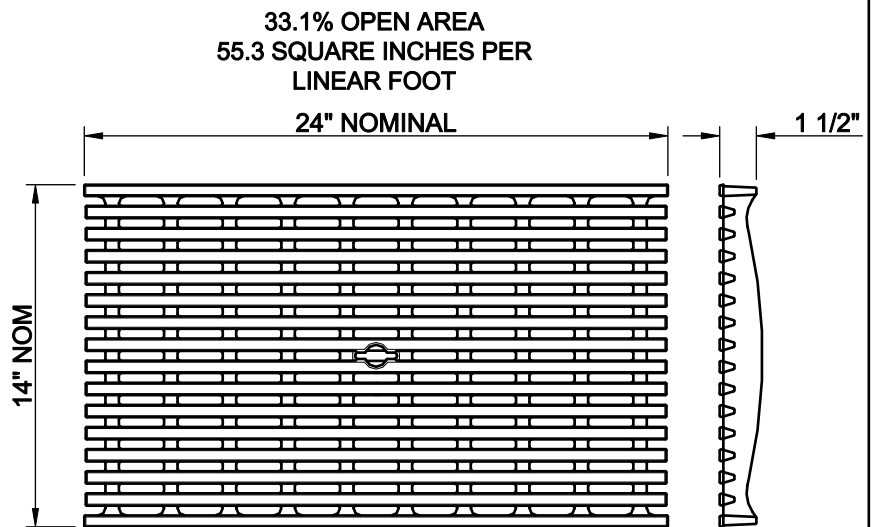 33.1% OPEN AREA
55.3 SQUARE INCHES PER
LINEAR FOOT
24" NOMINAL
1 1/2"
14" NOM